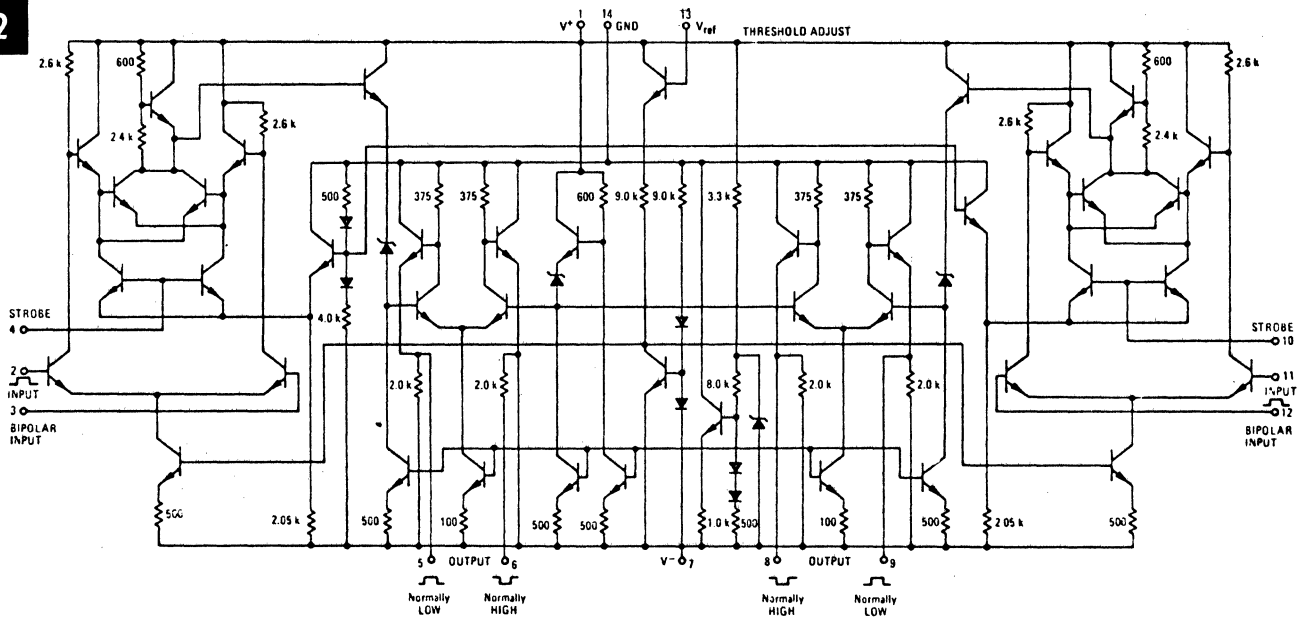 2
1 14 13
V+ GND Vref THRESHOLD ADJUST
2.6 k 600 600 2.6 k
2.4 k 2.6 k 2.6 k 2.4 k
500 375 375 600 9.0 k 9.0 k 3.3 k 375 375
4.0 k
STROBE
4
STROBE
10
2
INPUT
3
BIPOLAR
INPUT
11
INPUT
12
BIPOLAR
INPUT
2.0 k 2.0 k 8.0 k 2.0 k 2.0 k
500 2.05 k 500 100 500 500 1.0 k 500 100 500 2.05 k 500
5 OUTPUT 6 V− 7 8 OUTPUT 9
Normally
LOW
Normally
HIGH
Normally
HIGH
Normally
LOW